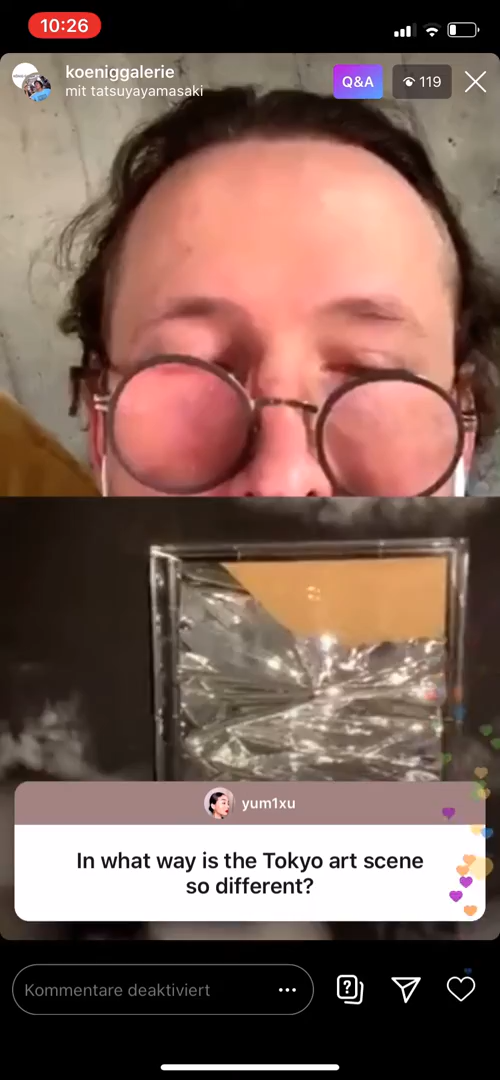 10:26
koeniggalerie
mit tatsuyayamasaki
Q&A
119
yum1xu
In what way is the Tokyo art scene
so different?
Kommentare deaktiviert